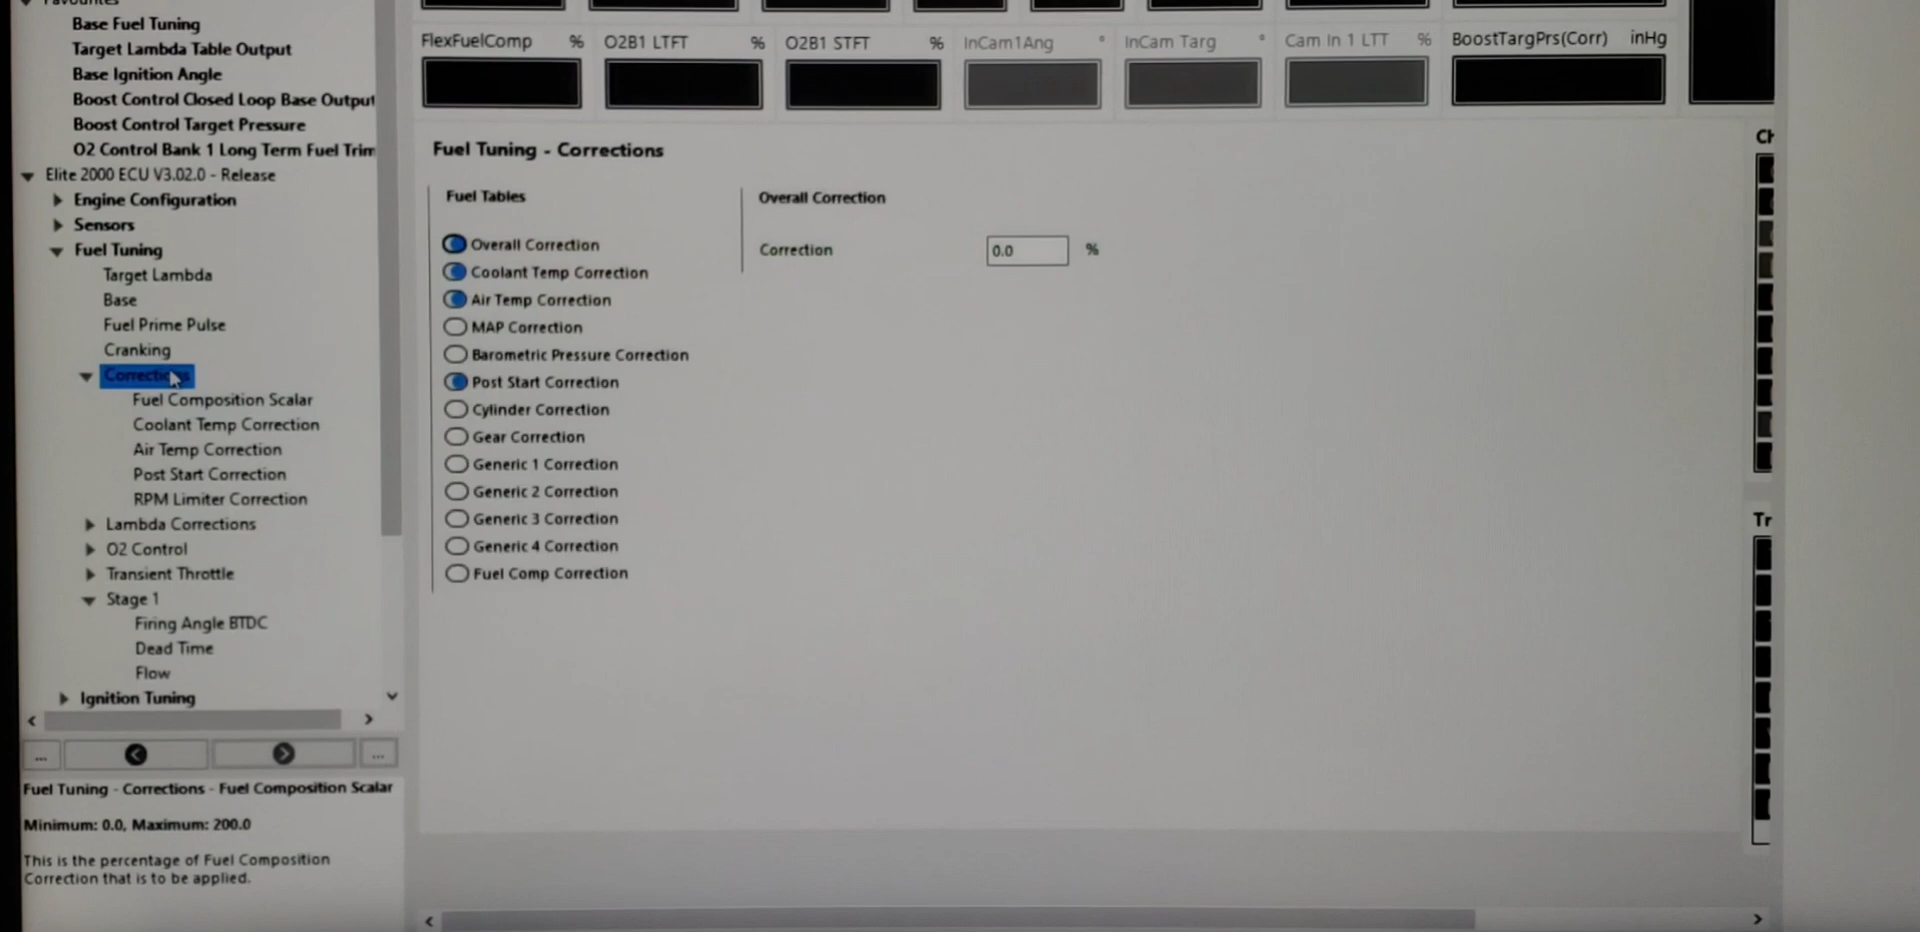 Base Fuel Tuning
Target Lambda Table Output
Base Ignition Angle
Boost Control Closed Loop Base Output
Boost Control Target Pressure
O2 Control Bank 1 Long Term Fuel Trim
Elite 2000 ECU V3.02.0 - Release
Engine Configuration
Sensors
Fuel Tuning
Target Lambda
Base
Fuel Prime Pulse
Cranking
Corrections
Fuel Composition Scalar
Coolant Temp Correction
Air Temp Correction
Post Start Correction
RPM Limiter Correction
Lambda Corrections
O2 Control
Transient Throttle
Stage 1
Firing Angle BTDC
Dead Time
Flow
Ignition Tuning
...
...
Fuel Tuning - Corrections - Fuel Composition Scalar
Minimum: 0.0, Maximum: 200.0
This is the percentage of Fuel Composition
Correction that is to be applied.
FlexFuelComp %
O2B1 LTFT %
O2B1 STFT %
InCam1Ang °
InCam Targ °
Cam In 1 LTT %
BoostTargPrs(Corr) inHg
Fuel Tuning - Corrections
Fuel Tables
Overall Correction
Coolant Temp Correction
Air Temp Correction
MAP Correction
Barometric Pressure Correction
Post Start Correction
Cylinder Correction
Gear Correction
Generic 1 Correction
Generic 2 Correction
Generic 3 Correction
Generic 4 Correction
Fuel Comp Correction
Overall Correction
Correction 0.0 %
Ch
Tr